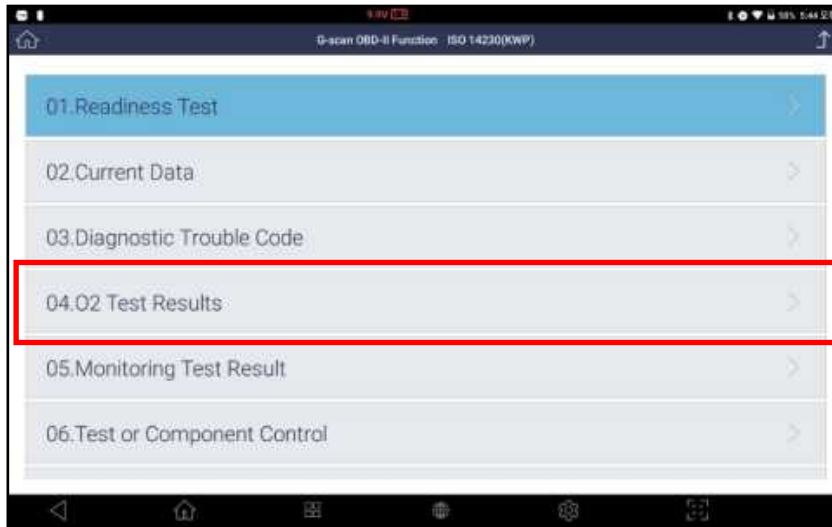 G-scan OBD-II Function ISO 14230(KWP)
01.Readiness Test
02.Current Data
03.Diagnostic Trouble Code
04.O2 Test Results
05.Monitoring Test Result
06.Test or Component Control